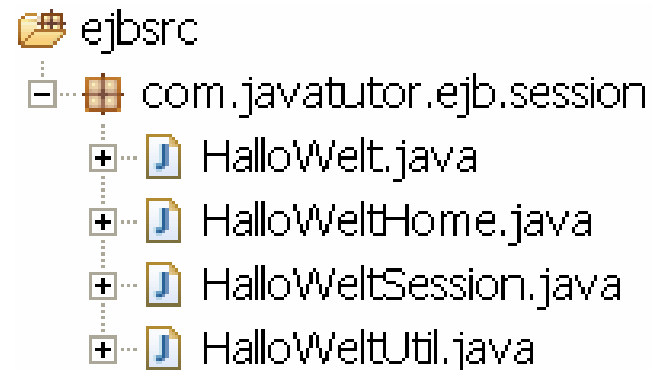 ejbsrc
com.javatutor.ejb.session
HalloWelt.java
HalloWeltHome.java
HalloWeltSession.java
HalloWeltUtil.java